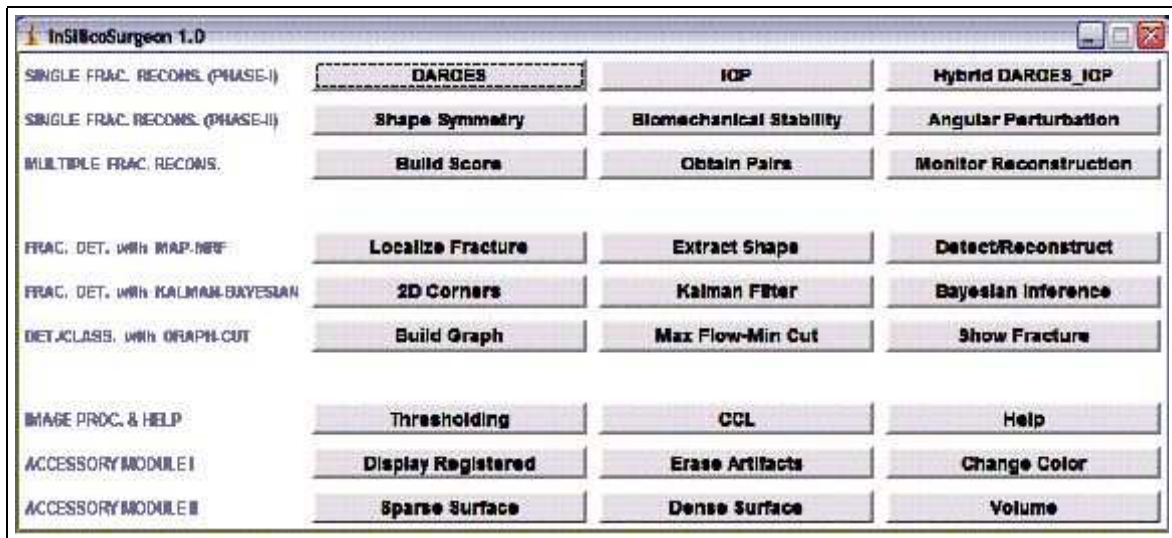 InSilicoSurgeon 1.0
SINGLE FRAC. RECONS. (PHASE-I) DARCES ICP Hybrid DARCES_ICP
SINGLE FRAC. RECONS. (PHASE-II) Shape Symmetry Biomechanical Stability Angular Perturbation
MULTIPLE FRAC. RECONS. Build Score Obtain Pairs Monitor Reconstruction
FRAC. DET. with MAP-MRF Localize Fracture Extract Shape Detect/Reconstruct
FRAC. DET. with KALMAN-BAYESIAN 2D Corners Kalman Filter Bayesian Inference
DET./CLASS. with GRAPH-CUT Build Graph Max Flow-Min Cut Show Fracture
IMAGE PROC. & HELP Thresholding CCL Help
ACCESSORY MODULE I Display Registered Erase Artifacts Change Color
ACCESSORY MODULE II Sparse Surface Dense Surface Volume